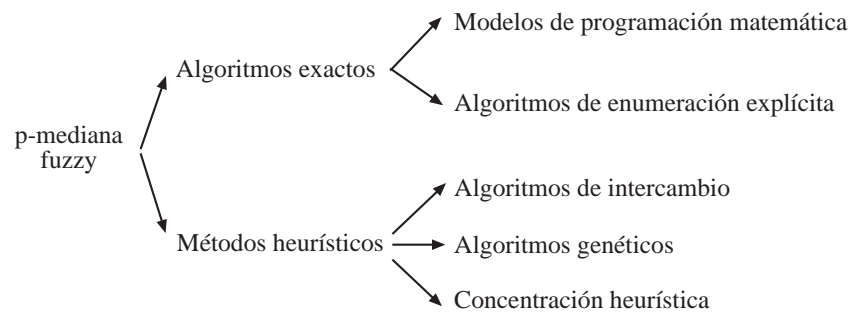 Modelos de programación matemática
Algoritmos exactos
Algoritmos de enumeración explícita
p-mediana
fuzzy
Algoritmos de intercambio
Métodos heurísticos
Algoritmos genéticos
Concentración heurística